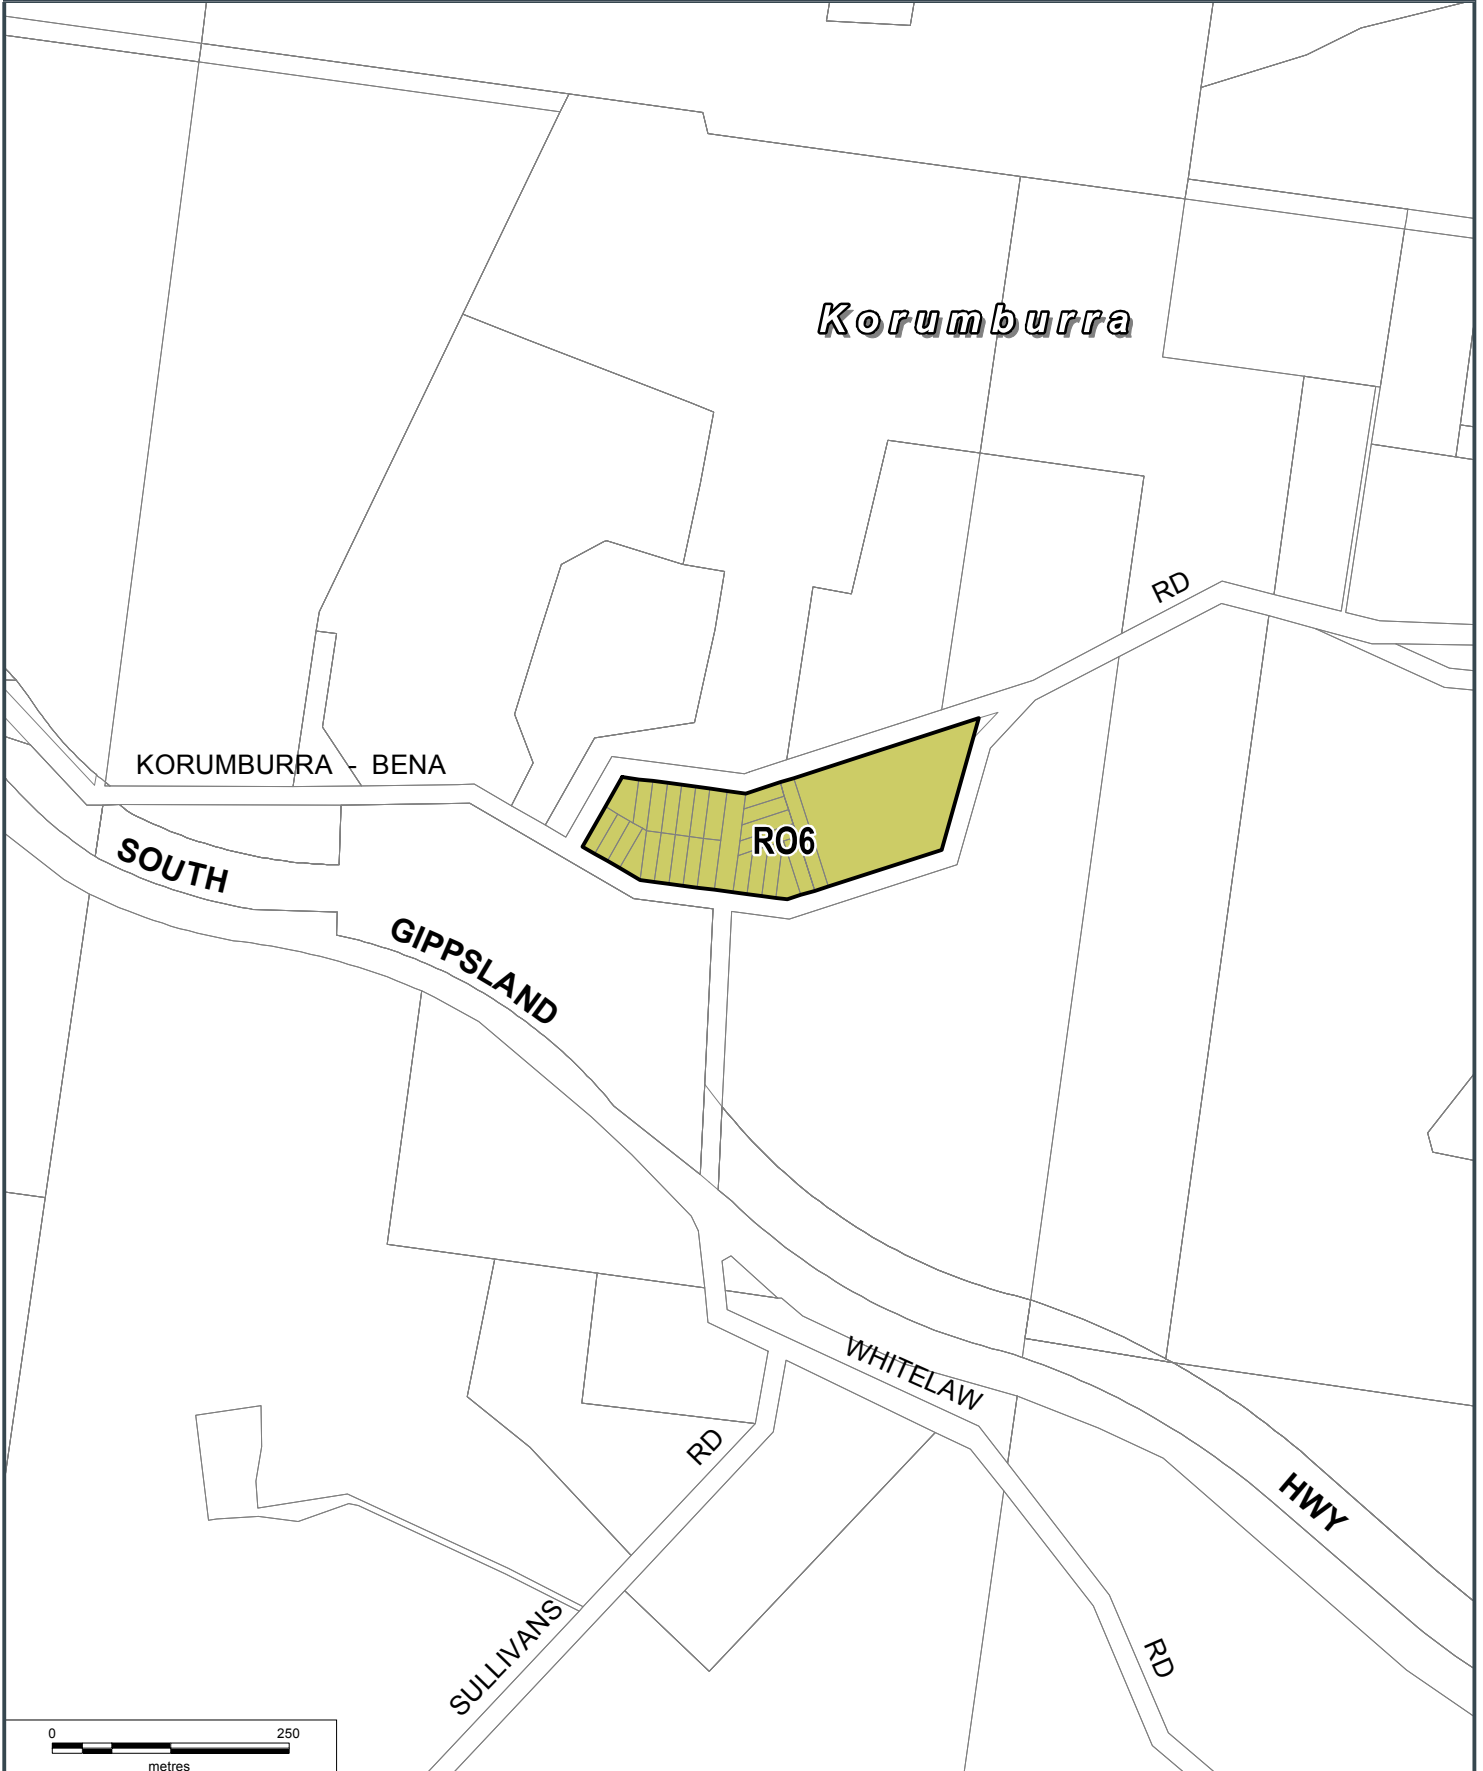 Korumburra
RD
KORUMBURRA - BENA
RO6
SOUTH
GIPPSLAND
WHITELAW
RD
HWY
SULLIVANS
RD
0 250
metres